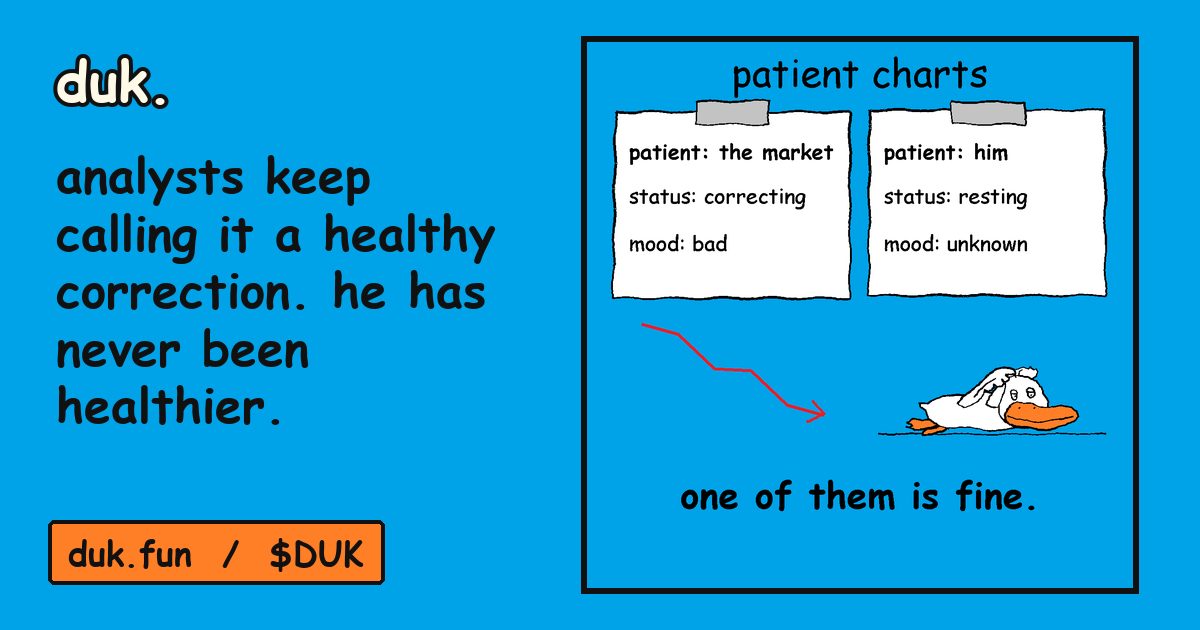 duk.
analysts keep
calling it a healthy
correction. he has
never been
healthier.
duk.fun / $DUK
patient charts
patient: the market
status: correcting
mood: bad
patient: him
status: resting
mood: unknown
one of them is fine.